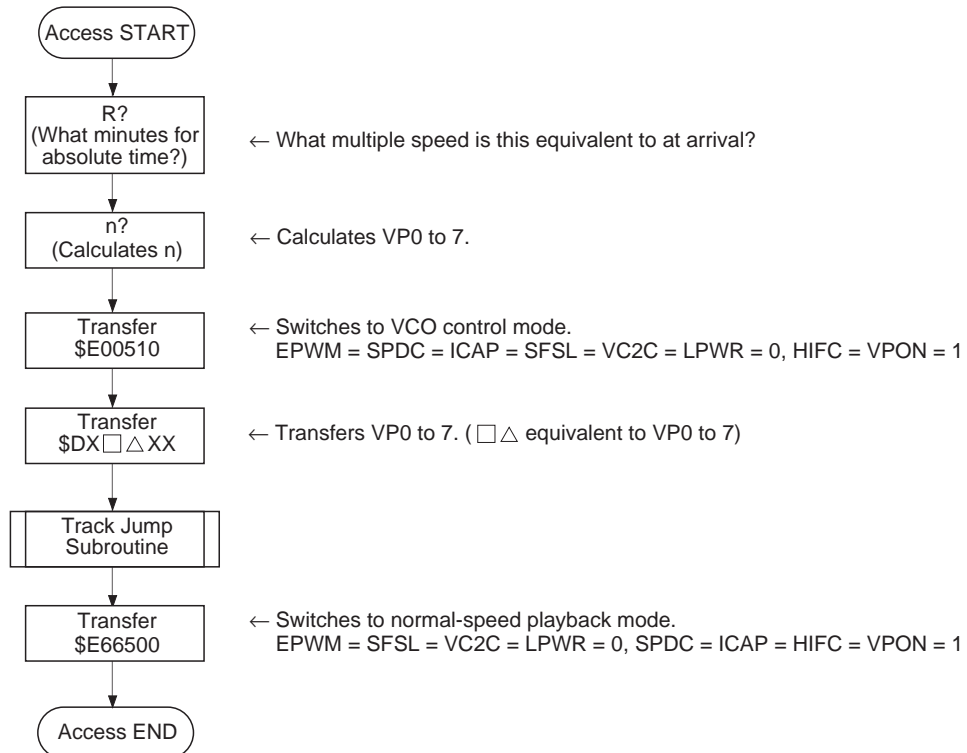 Access START
R?
(What minutes for
absolute time?)
← What multiple speed is this equivalent to at arrival?
n?
(Calculates n)
← Calculates VP0 to 7.
Transfer
$E00510
← Switches to VCO control mode.
EPWM = SPDC = ICAP = SFSL = VC2C = LPWR = 0, HIFC = VPON = 1
Transfer
$DX□△XX
← Transfers VP0 to 7. (□△ equivalent to VP0 to 7)
Track Jump
Subroutine
Transfer
$E66500
← Switches to normal-speed playback mode.
EPWM = SFSL = VC2C = LPWR = 0, SPDC = ICAP = HIFC = VPON = 1
Access END